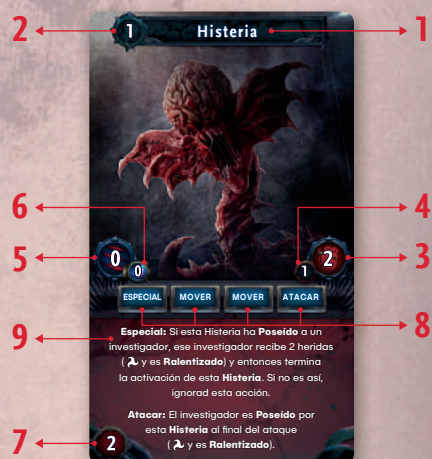 2
1
Histeria
1
6
4
5
0
0
1
2
3
ESPECIAL
MOVER
MOVER
ATACAR
8
9
Especial: Si esta Histeria ha Poseído a un
investigador, ese investigador recibe 2 heridas
( y es Ralentizado) y entonces termina
la activación de esta Histeria. Si no es así,
ignorad esta acción.
Atacar: El investigador es Poseído por
esta Histeria al final del ataque
( y es Ralentizado).
7
2